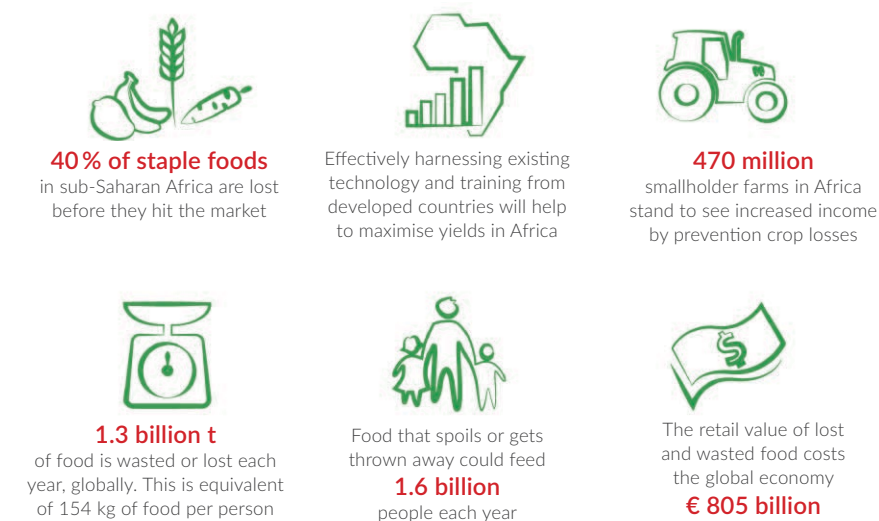 40 % of staple foods
in sub-Saharan Africa are lost
before they hit the market
Effectively harnessing existing
technology and training from
developed countries will help
to maximise yields in Africa
470 million
smallholder farms in Africa
stand to see increased income
by prevention crop losses
1.3 billion t
of food is wasted or lost each
year, globally. This is equivalent
of 154 kg of food per person
Food that spoils or gets
thrown away could feed
1.6 billion
people each year
$
The retail value of lost
and wasted food costs
the global economy
€ 805 billion